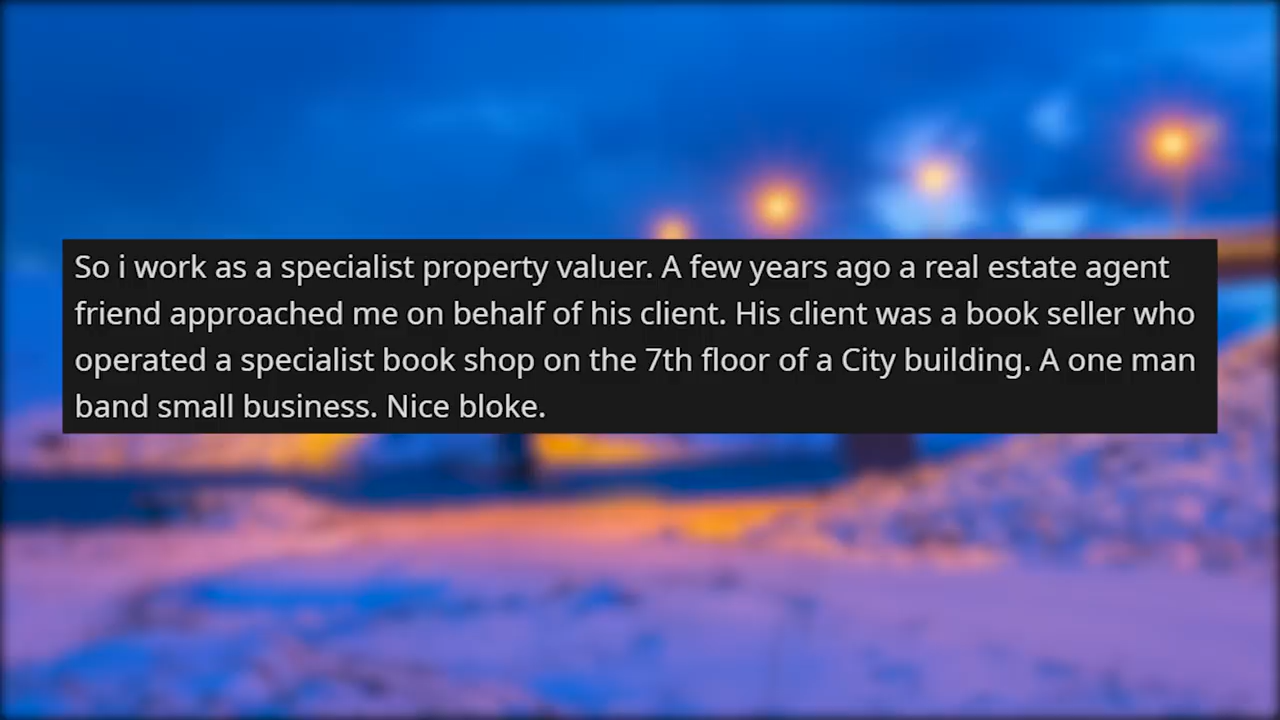 So i work as a specialist property valuer. A few years ago a real estate agent
friend approached me on behalf of his client. His client was a book seller who
operated a specialist book shop on the 7th floor of a City building. A one man
band small business. Nice bloke.